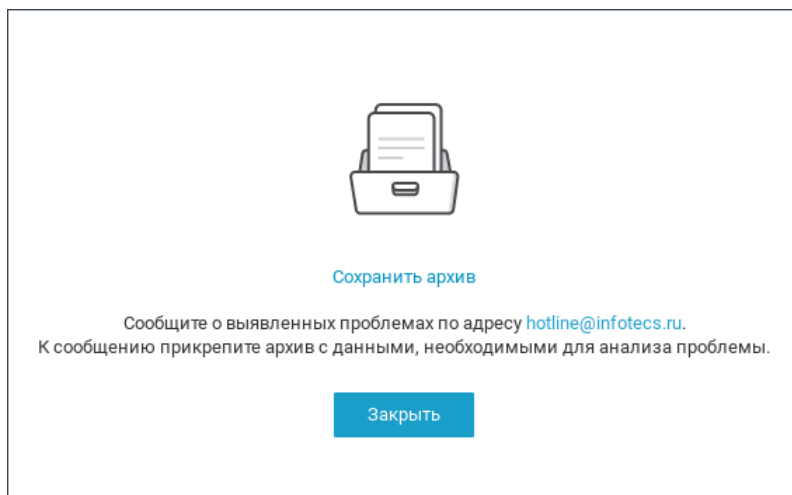 Сохранить архив
Сообщите о выявленных проблемах по адресу hotline@infotecs.ru.
К сообщению прикрепите архив с данными, необходимыми для анализа проблемы.
Закрыть